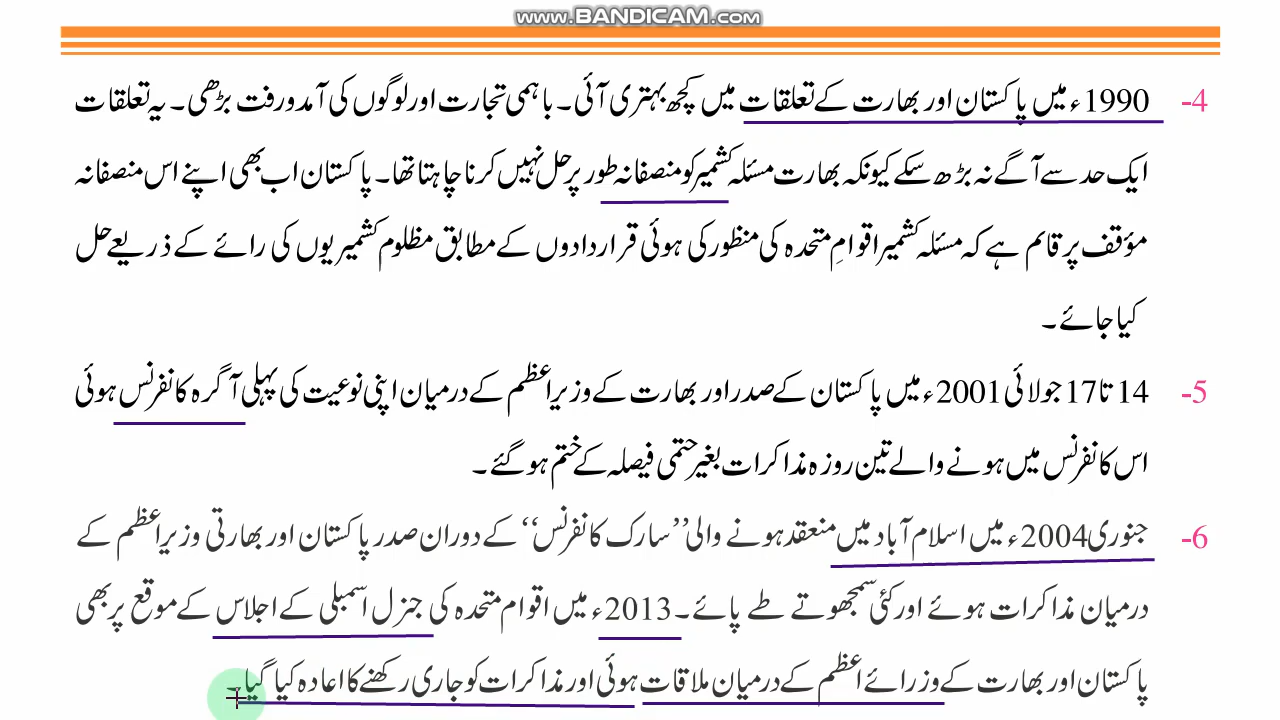 www.BANDICAM.com
4- 1990ء میں پاکستان اور بھارت کے تعلقات میں کچھ بہتری آئی۔ باہمی تجارت اور لوگوں کی آمدورفت بڑھی۔ یہ تعلقات
ایک حد سے آگے نہ بڑھ سکے کیونکہ بھارت مسئلہ کشمیر کو منصفانہ طور پر حل نہیں کرنا چاہتا تھا۔ پاکستان اب بھی اپنے اس منصفانہ
مؤقف پر قائم ہے کہ مسئلہ کشمیر اقوامِ متحدہ کی منظور کی ہوئی قراردادوں کے مطابق مظلوم کشمیریوں کی رائے کے ذریعے حل
کیا جائے۔
5- 14 تا 17 جولائی 2001ء میں پاکستان کے صدر اور بھارت کے وزیراعظم کے درمیان اپنی نوعیت کی پہلی آگرہ کانفرنس ہوئی
اس کانفرنس میں ہونے والے تین روزہ مذاکرات بغیر حتمی فیصلہ کے ختم ہو گئے۔
6- جنوری 2004ء میں اسلام آباد میں منعقد ہونے والی ’’سارک کانفرنس‘‘ کے دوران صدر پاکستان اور بھارتی وزیراعظم کے
درمیان مذاکرات ہوئے اور کئی سمجھوتے طے پائے۔ 2013ء میں اقوام متحدہ کی جنرل اسمبلی کے اجلاس کے موقع پر بھی
پاکستان اور بھارت کے وزرائے اعظم کے درمیان ملاقات ہوئی اور مذاکرات کو جاری رکھنے کا اعادہ کیا گیا۔